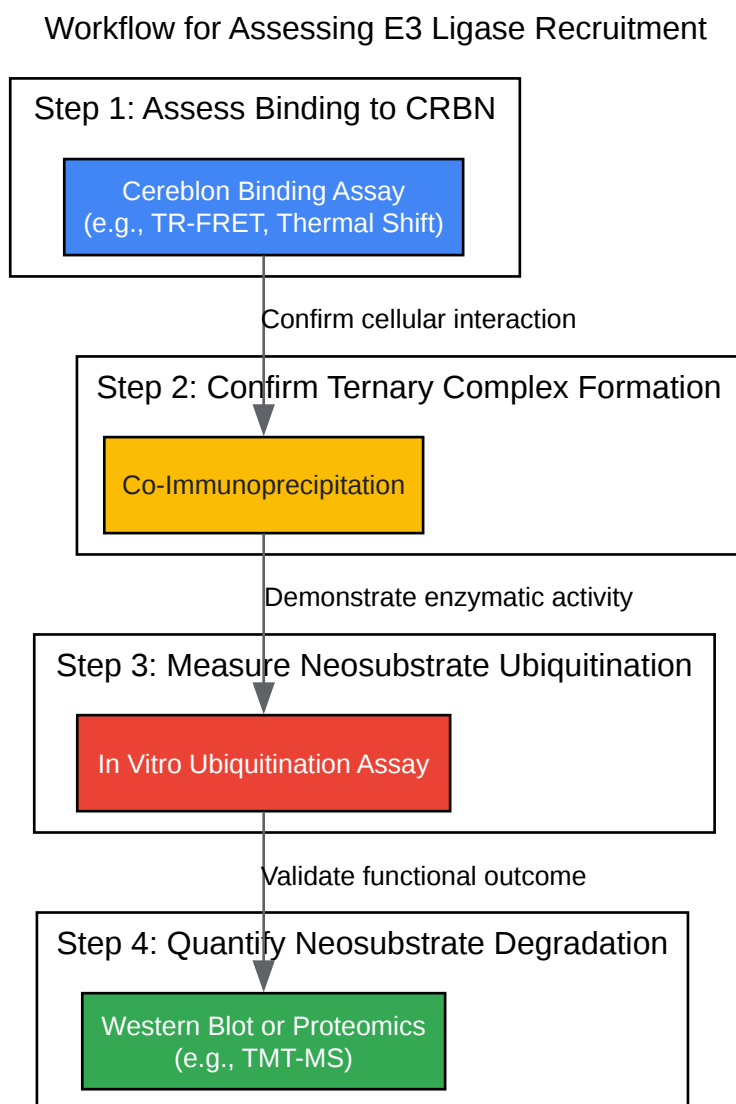 Workflow for Assessing E3 Ligase Recruitment
Step 1: Assess Binding to CRBN
Cereblon Binding Assay
(e.g., TR-FRET, Thermal Shift)
Confirm cellular interaction
Step 2: Confirm Ternary Complex Formation
Co-Immunoprecipitation
Demonstrate enzymatic activity
Step 3: Measure Neosubstrate Ubiquitination
In Vitro Ubiquitination Assay
Validate functional outcome
Step 4: Quantify Neosubstrate Degradation
Western Blot or Proteomics
(e.g., TMT-MS)